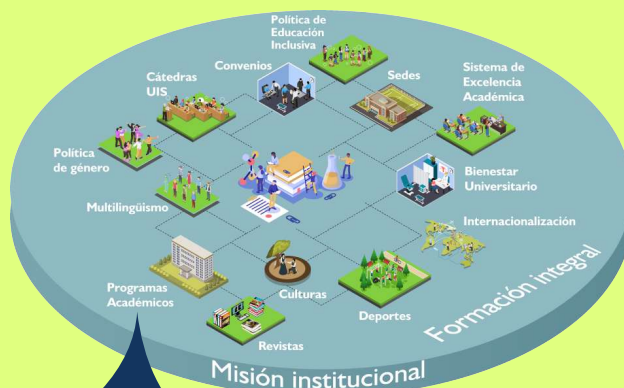 Política de
Educación
Inclusiva
Convenios
Cátedras
UIS
Sedes
Sistema de
Excelencia
Académica
Política
de género
Bienestar
Universitario
Multilingüismo
Internacionalización
Programas
Académicos
Culturas
Deportes
Revistas
Formación integral
Misión institucional